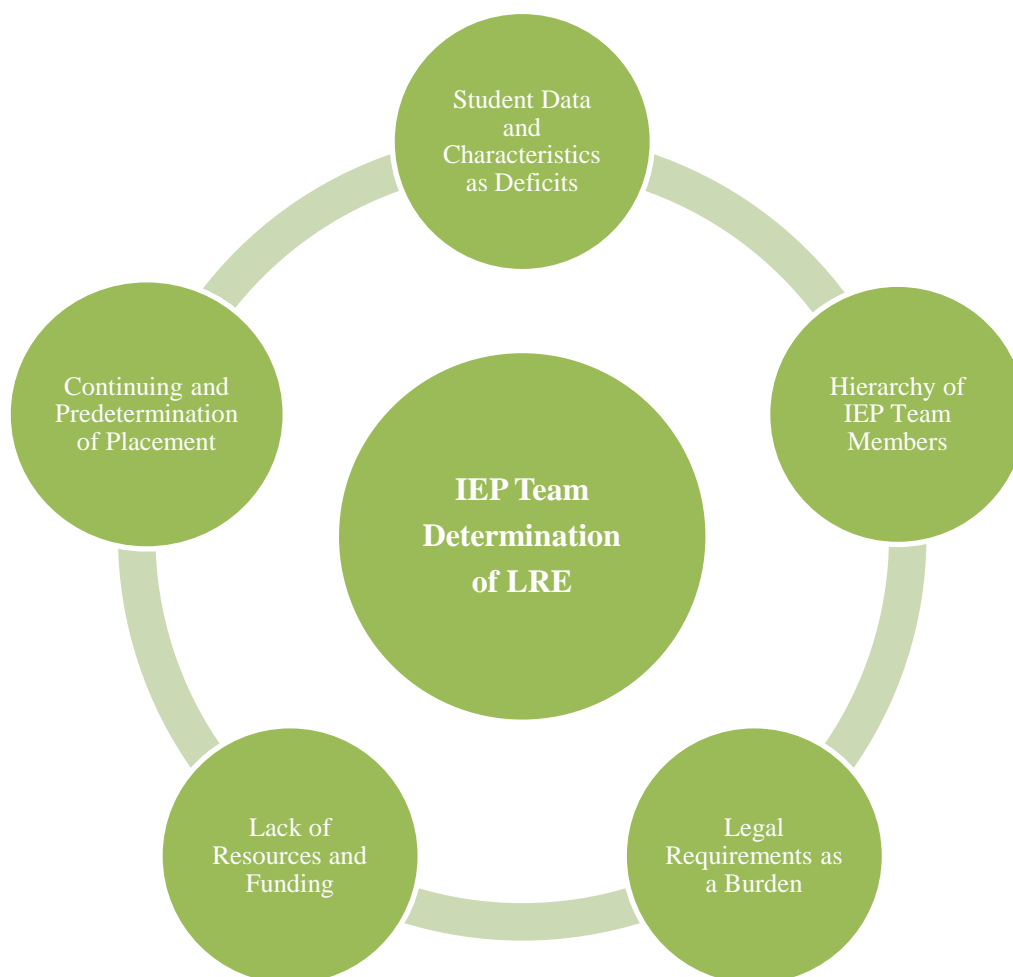 Student Data
and
Characteristics
as Deficits
Hierarchy of
IEP Team
Members
Legal
Requirements as
a Burden
Lack of
Resources and
Funding
Continuing and
Predetermination
of Placement
IEP Team
Determination
of LRE